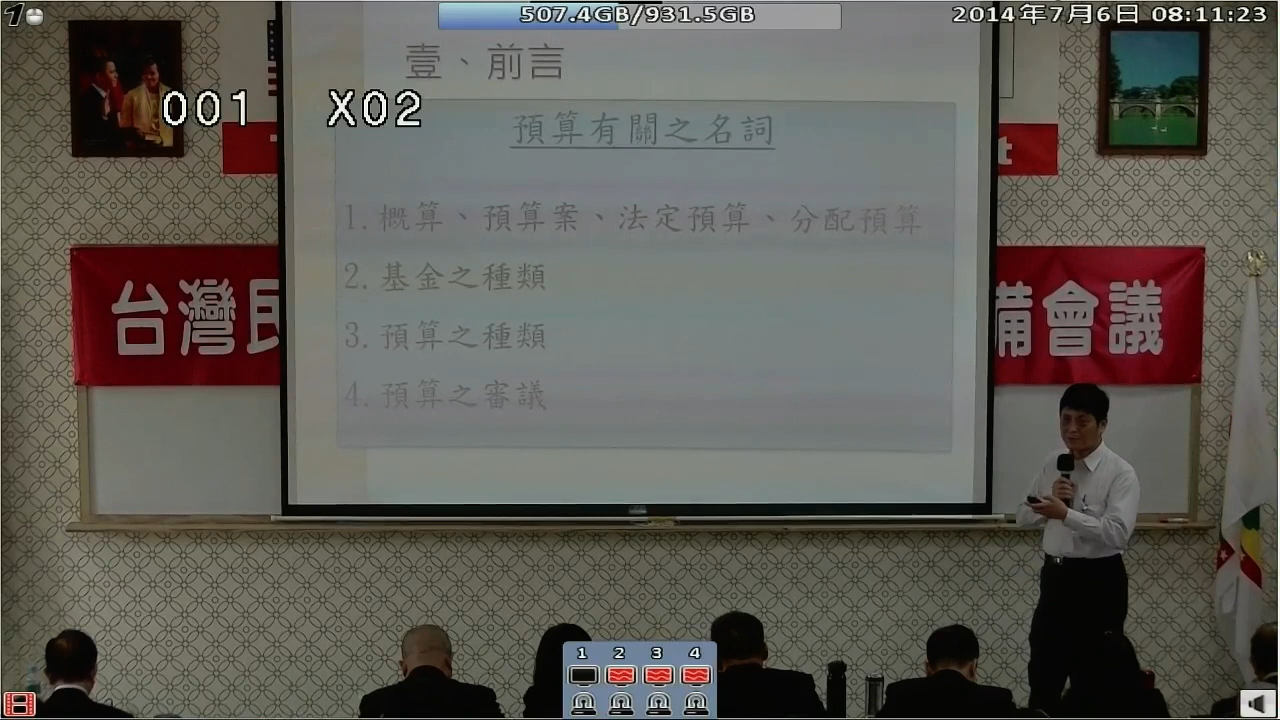 507.4GB/931.5GB
2014年7月6日 08:11:23
1
001 X02
壹、前言
預算有關之名詞
1. 概算、預算案、法定預算、分配預算
2. 基金之種類
3. 預算之種類
4. 預算之審議
t
台灣民
備會議
1 2 3 4